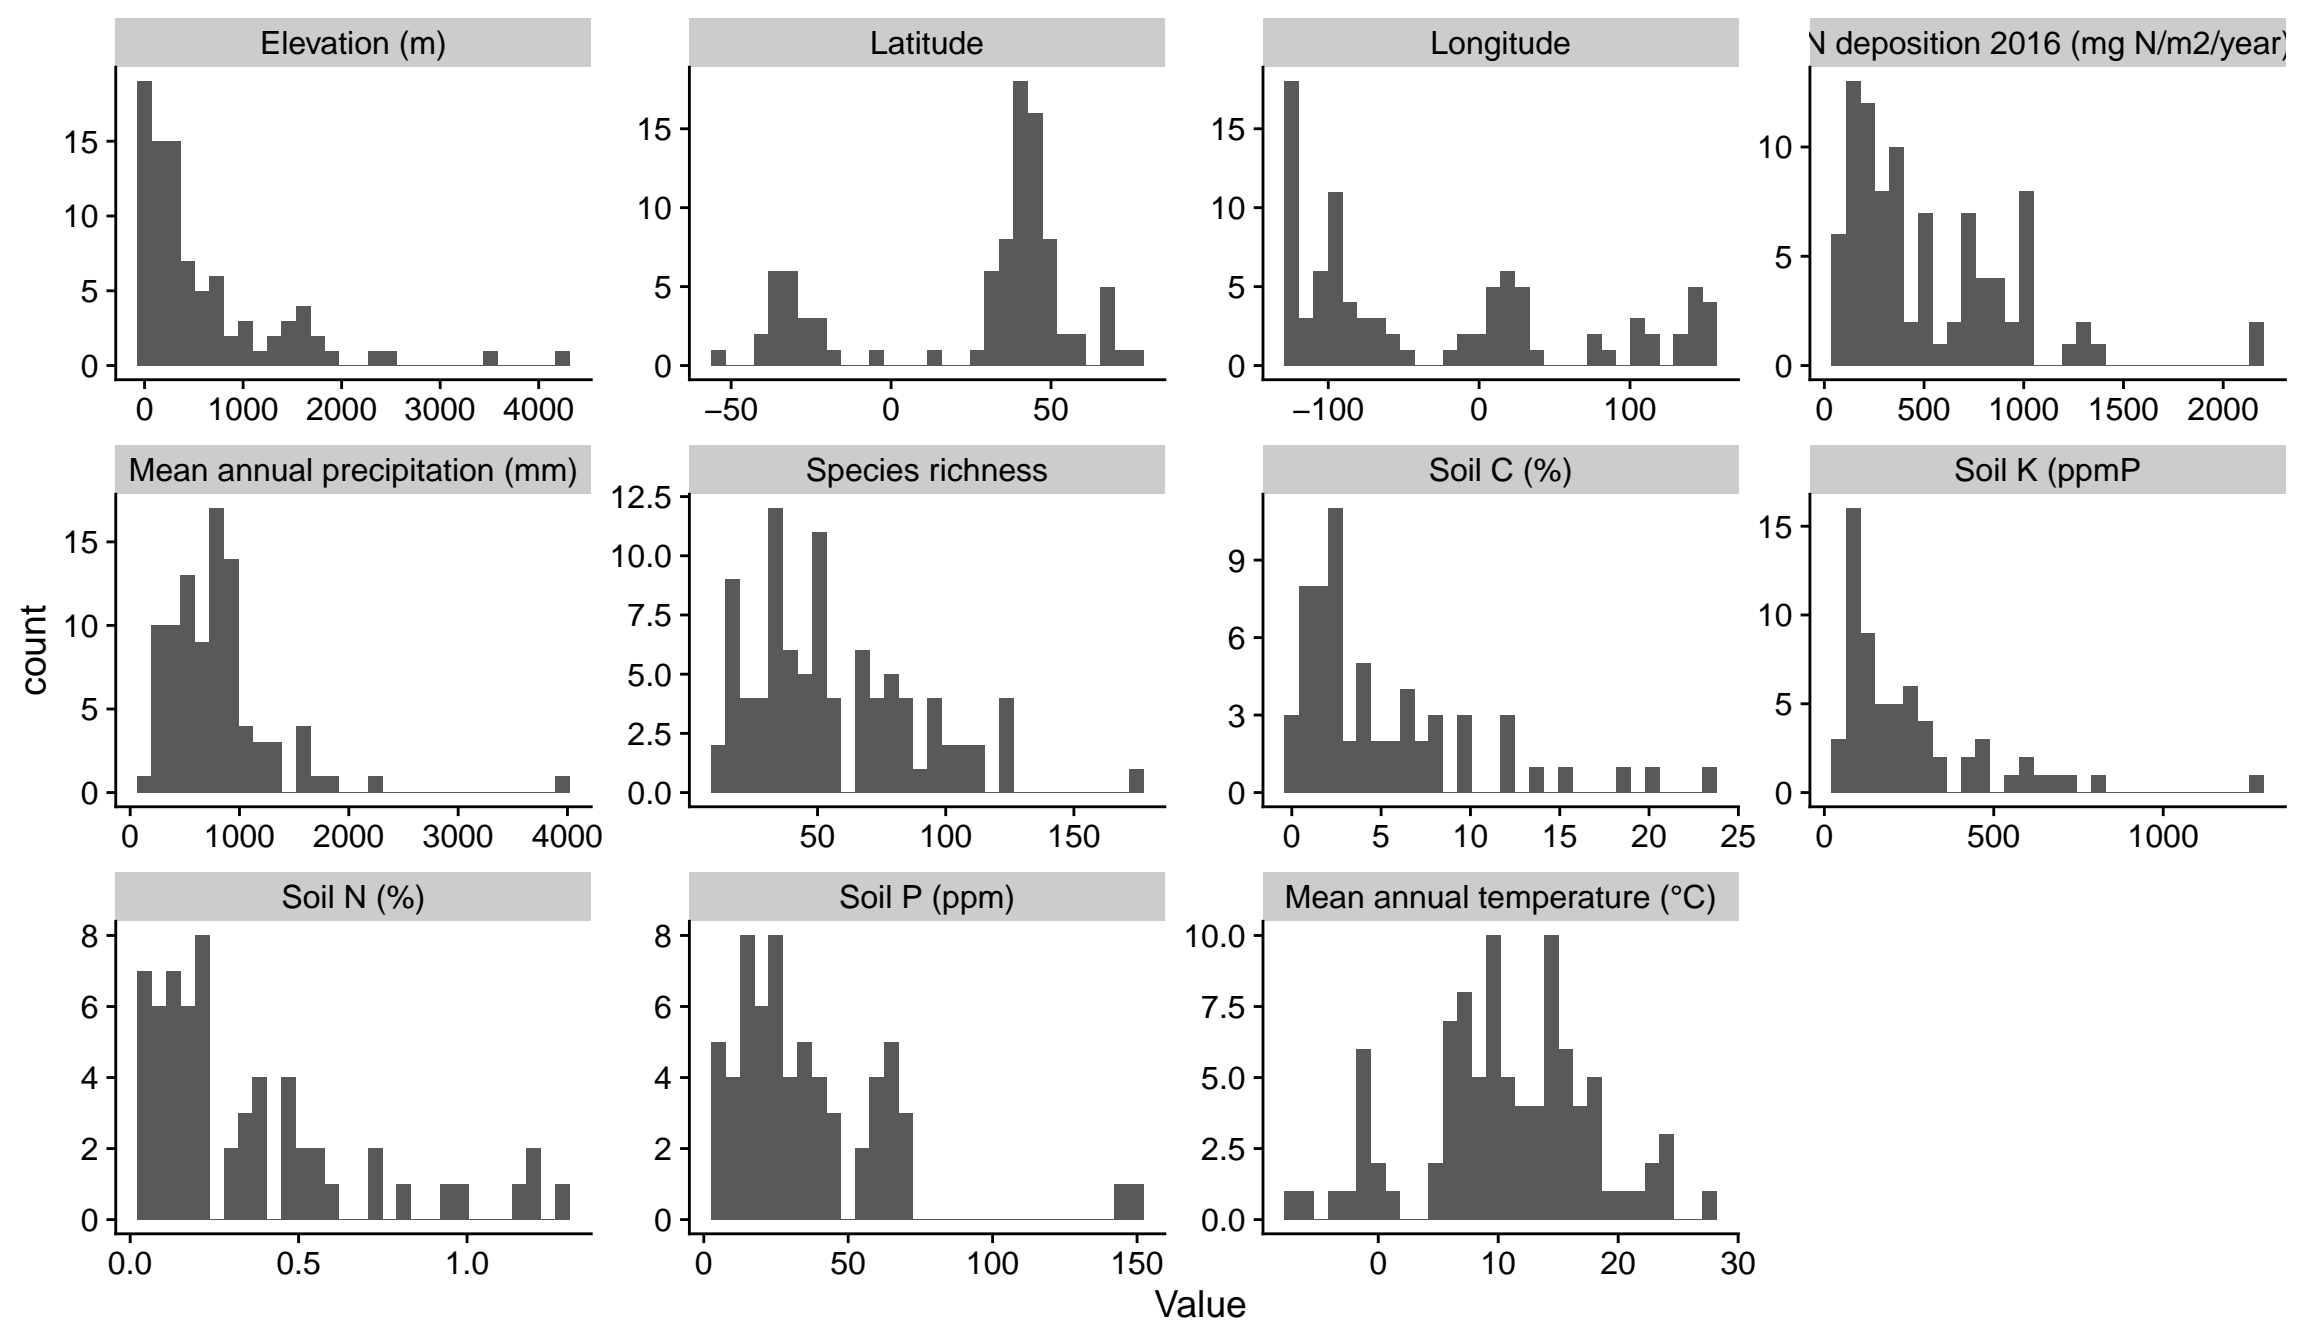 Elevation (m)
Latitude
Longitude
N deposition 2016 (mg N/m2/year)
15
10
5
0
0 1000 2000 3000 4000
15
10
5
0
−50 0 50
15
10
5
0
−100 0 100
10
5
0
0 500 1000 1500 2000
Mean annual precipitation (mm)
Species richness
Soil C (%)
Soil K (ppmP
15
10
5
0
0 1000 2000 3000 4000
12.5
10.0
7.5
5.0
2.5
0.0
50 100 150
9
6
3
0
0 5 10 15 20 25
15
10
5
0
0 500 1000
count
Soil N (%)
Soil P (ppm)
Mean annual temperature (°C)
8
6
4
2
0
0.0 0.5 1.0
8
6
4
2
0
0 50 100 150
10.0
7.5
5.0
2.5
0.0
0 10 20 30
Value